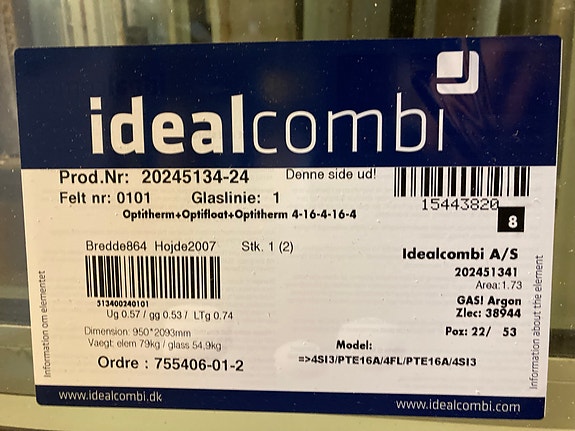 idealcombi
Prod.Nr: 20245134-24 Denne side ud!
Felt nr: 0101 Glaslinie: 1
15443820
Optitherm+Optifloat+Optitherm 4-16-4-16-4
8
Bredde864 Hojde2007 Stk. 1 (2)
Idealcombi A/S
202451341
Area:1.73
513400240101
GASI Argon
Ug 0.57 / gg 0.53 / LTg 0.74
Zlec: 38944
Dimension: 950*2093mm
Poz: 22/ 53
Vaegt: elem 79kg / glass 54,9kg
Model:
Ordre : 755406-01-2
=>4SI3/PTE16A/4FL/PTE16A/4SI3
Information om elementet
Information about the element
www.idealcombi.dk
www.idealcombi.com